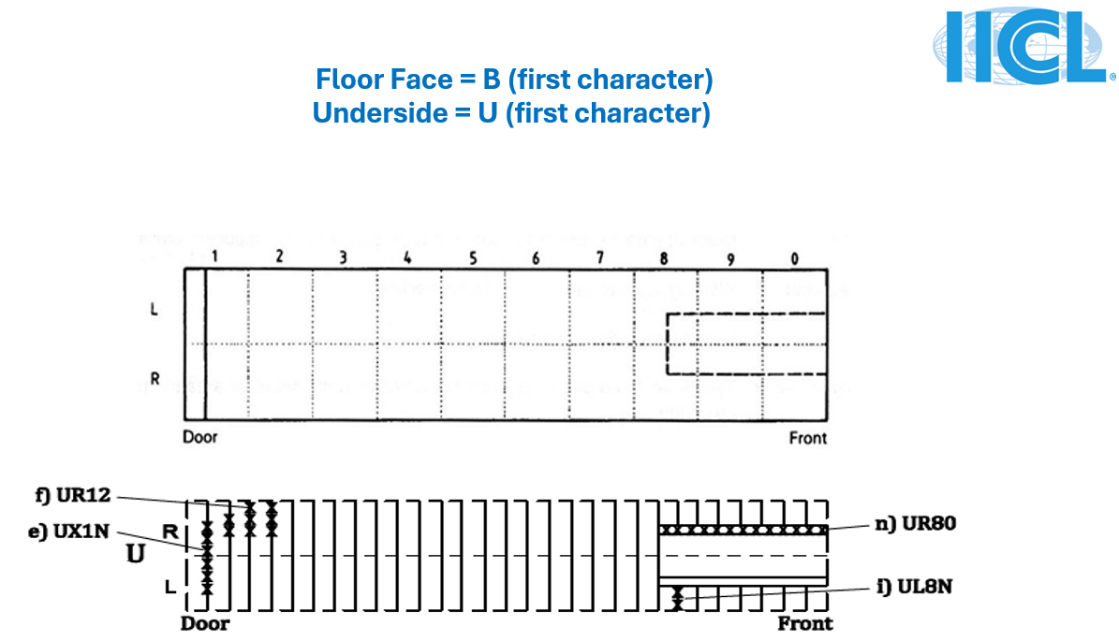 IICL®
Floor Face = B (first character)
Underside = U (first character)
1 2 3 4 5 6 7 8 9 0
L
R
Door Front
f) UR12
e) UX1N
R
U
L
n) UR80
i) UL8N
Door Front